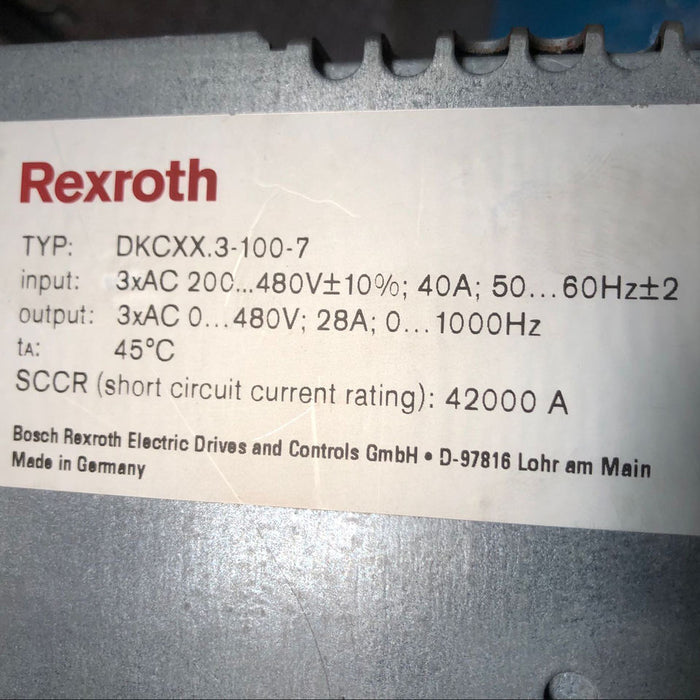 Rexroth
TYP: DKCXX.3-100-7
input: 3xAC 200...480V±10%; 40A; 50...60Hz±2
output: 3xAC 0...480V; 28A; 0...1000Hz
tA: 45°C
SCCR (short circuit current rating): 42000 A
Bosch Rexroth Electric Drives and Controls GmbH • D-97816 Lohr am Main
Made in Germany